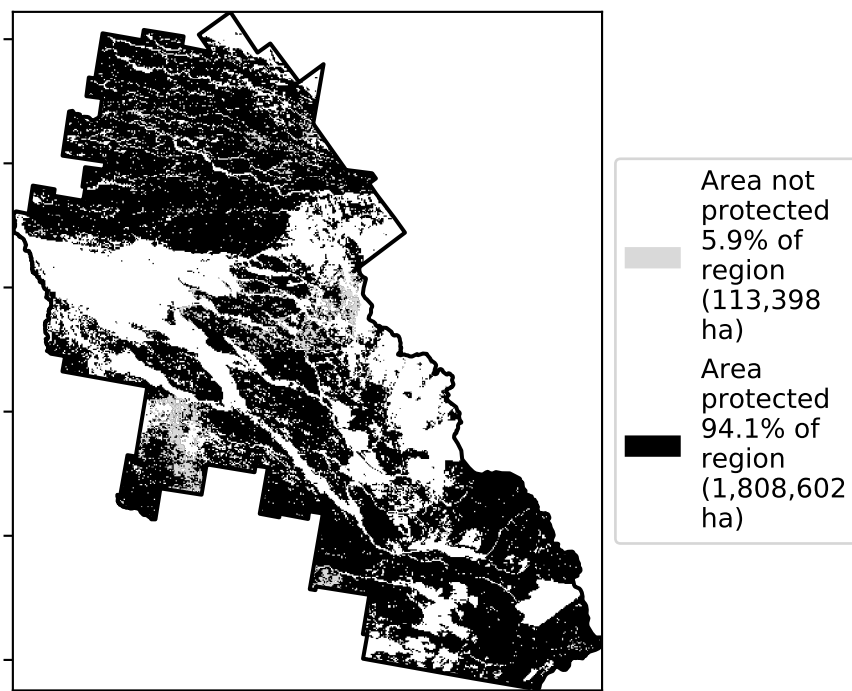 Area not
protected
5.9% of
region
(113,398
ha)
Area
protected
94.1% of
region
(1,808,602
ha)